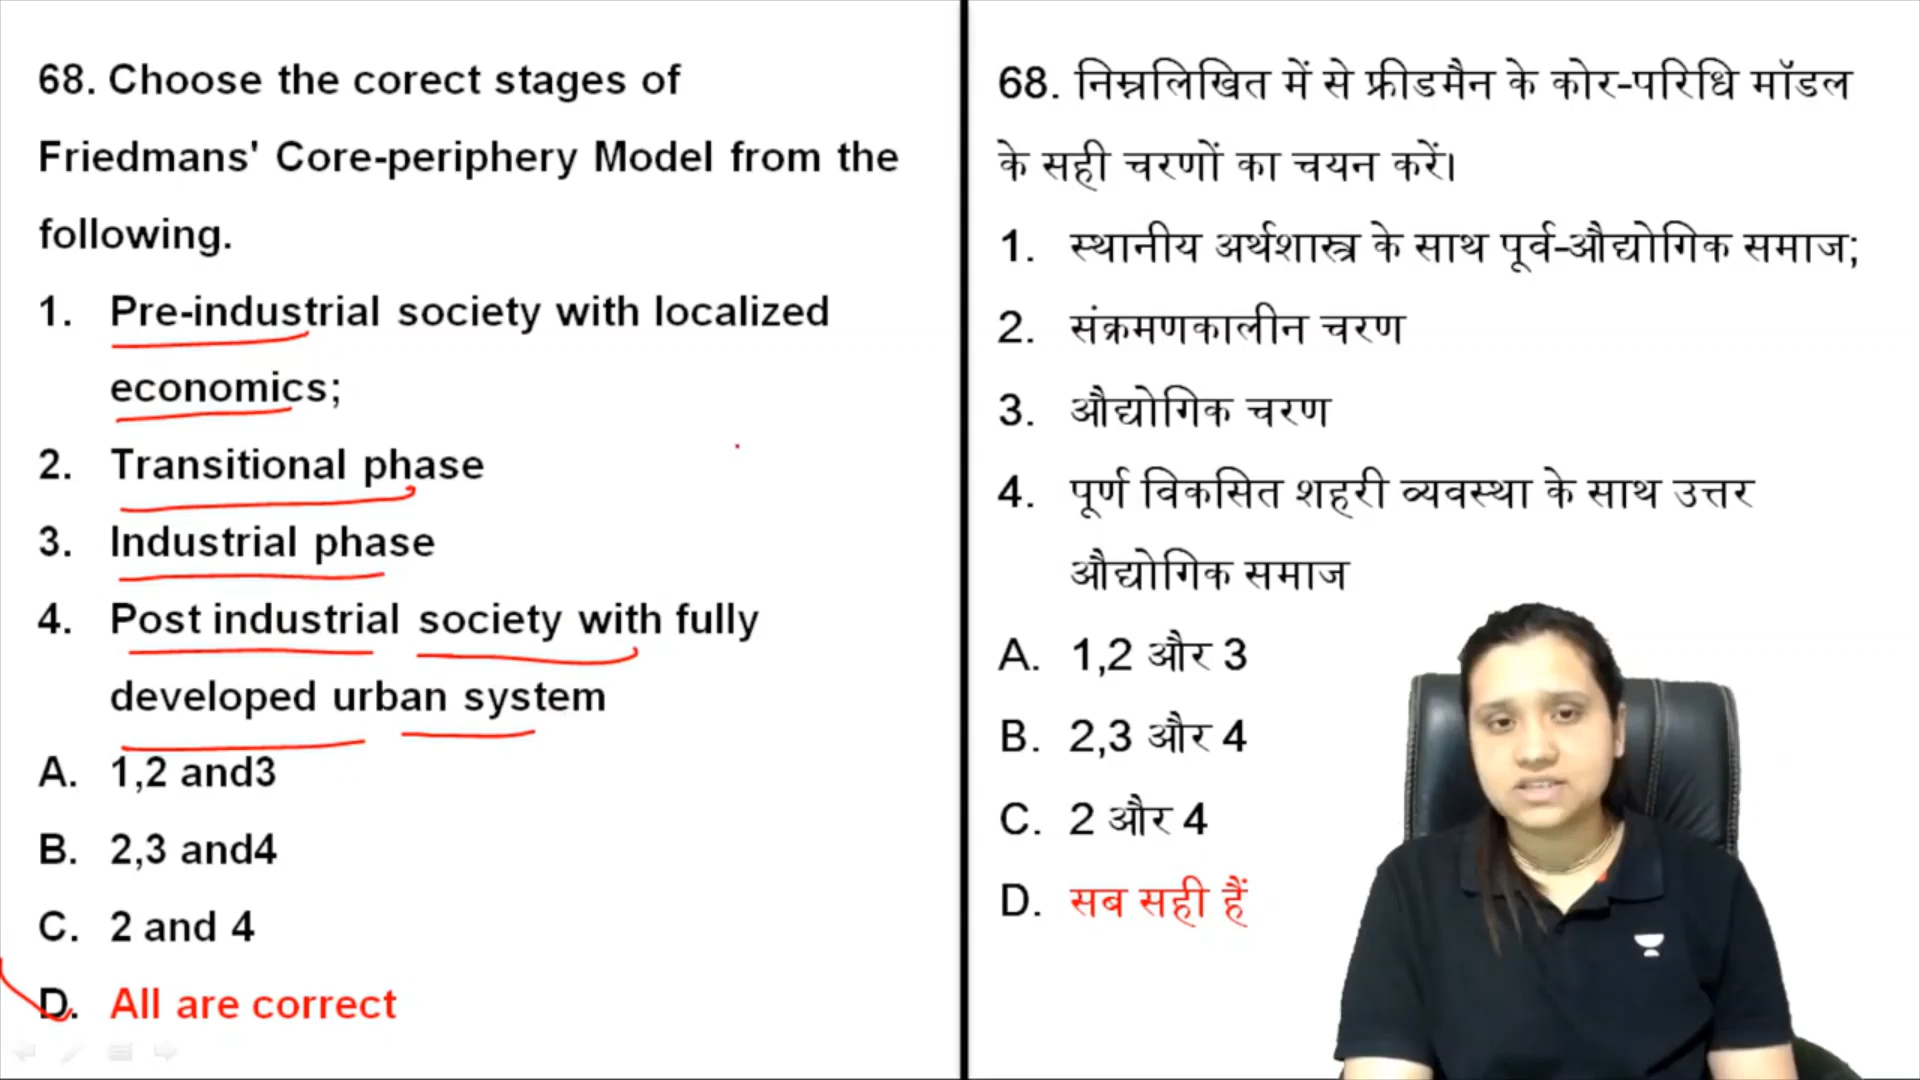 68. Choose the corect stages of
Friedmans' Core-periphery Model from the
following.
1. Pre-industrial society with localized
economics;
2. Transitional phase
3. Industrial phase
4. Post industrial society with fully
developed urban system
A. 1,2 and3
B. 2,3 and4
C. 2 and 4
D. All are correct
68. निम्नलिखित में से फ्रीडमैन के कोर-परिधि मॉडल
के सही चरणों का चयन करें।
1. स्थानीय अर्थशास्त्र के साथ पूर्व-औद्योगिक समाज;
2. संक्रमणकालीन चरण
3. औद्योगिक चरण
4. पूर्ण विकसित शहरी व्यवस्था के साथ उत्तर
औद्योगिक समाज
A. 1,2 और 3
B. 2,3 और 4
C. 2 और 4
D. सब सही हैं